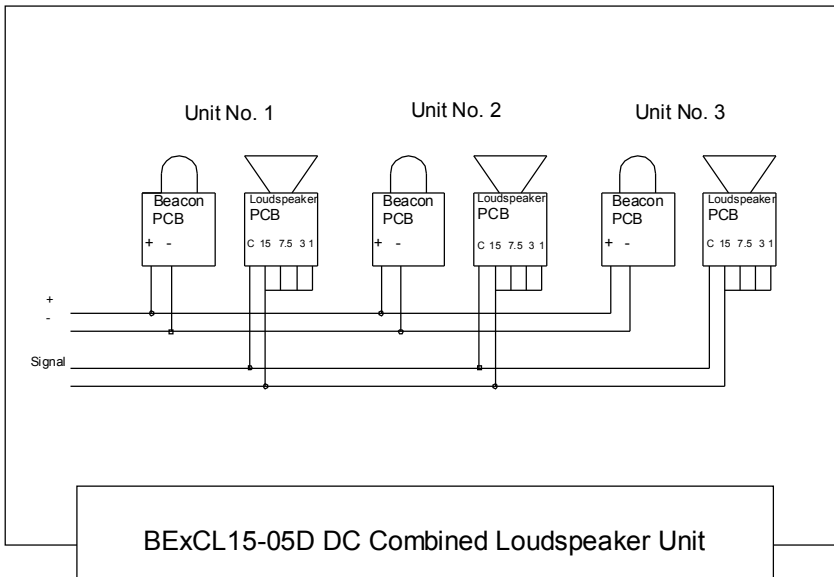 Unit No. 1
Unit No. 2
Unit No. 3
Beacon
PCB
+ -
Loudspeaker
PCB
C 15 7.5 3 1
Beacon
PCB
+ -
Loudspeaker
PCB
C 15 7.5 3 1
Beacon
PCB
+ -
Loudspeaker
PCB
C 15 7.5 3 1
+
-
Signal
BExCL15-05D DC Combined Loudspeaker Unit